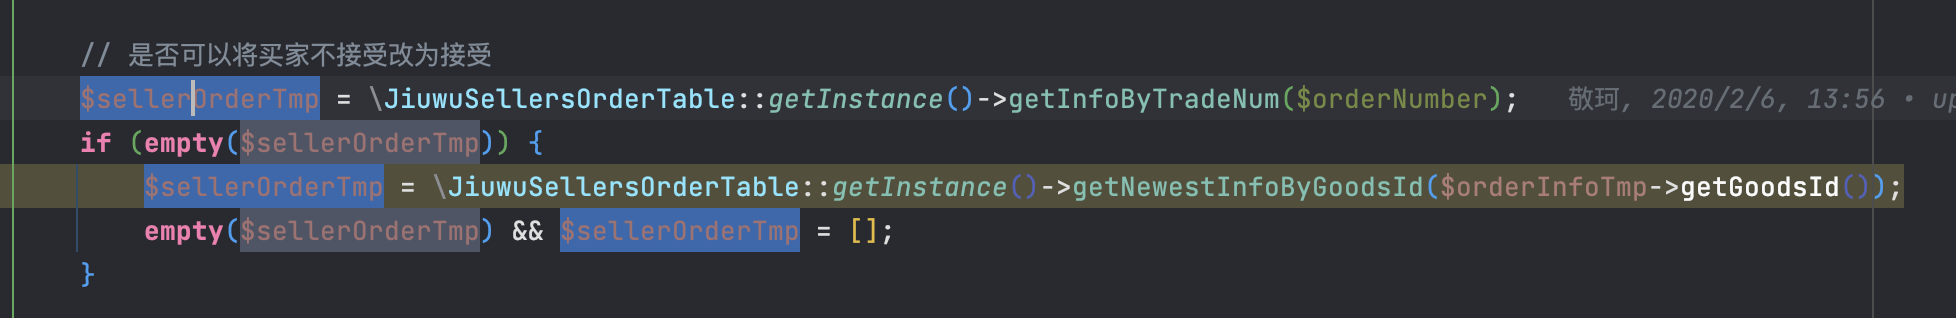 // 是否可以将买家不接受改为接受
$sellerOrderTmp = \JiuwuSellersOrderTable::getInstance()->getInfoByTradeNum($orderNumber);   敬珂, 2020/2/6, 13:56 • up
if (empty($sellerOrderTmp)) {
    $sellerOrderTmp = \JiuwuSellersOrderTable::getInstance()->getNewestInfoByGoodsId($orderInfoTmp->getGoodsId());
    empty($sellerOrderTmp) && $sellerOrderTmp = [];
}